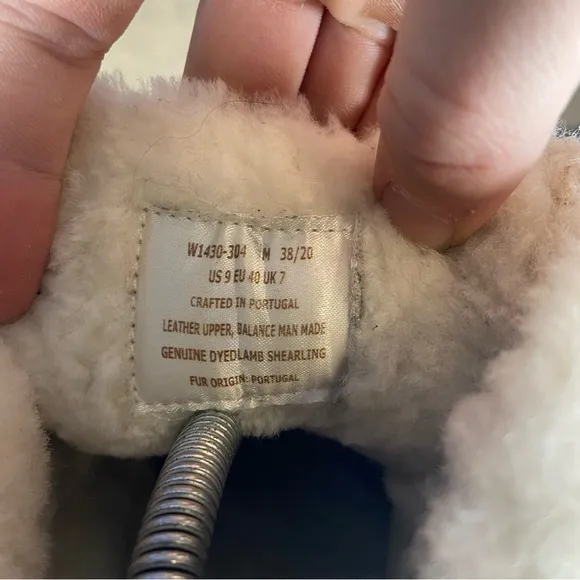 W1430-304 M 38/20
US 9 EU 40 UK 7
CRAFTED IN PORTUGAL
LEATHER UPPER, BALANCE MAN MADE
GENUINE DYEDLAMB SHEARLING
FUR ORIGIN: PORTUGAL